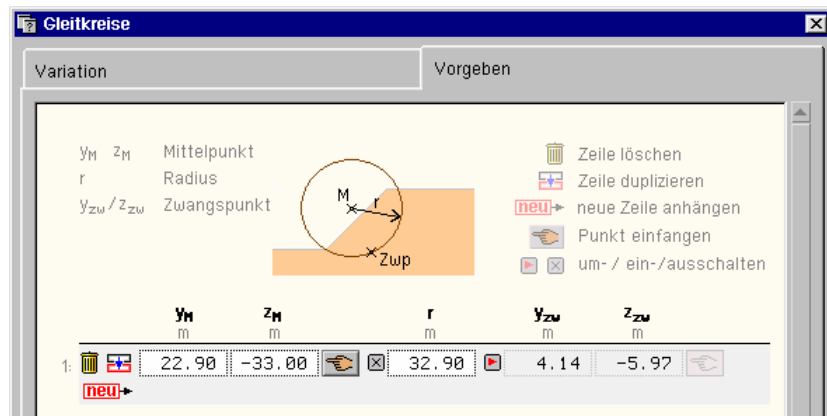 Gleitkreise
Variation
Vorgeben
yM zM Mittelpunkt
r Radius
yzw/zzw Zwangspunkt
M
r
Zwp
Zeile löschen
Zeile duplizieren
neu neue Zeile anhängen
Punkt einfangen
um- / ein-/ausschalten
yM zM r yzw zzw
m m m m m
1: 22.90 -33.00 32.90 4.14 -5.97
neu